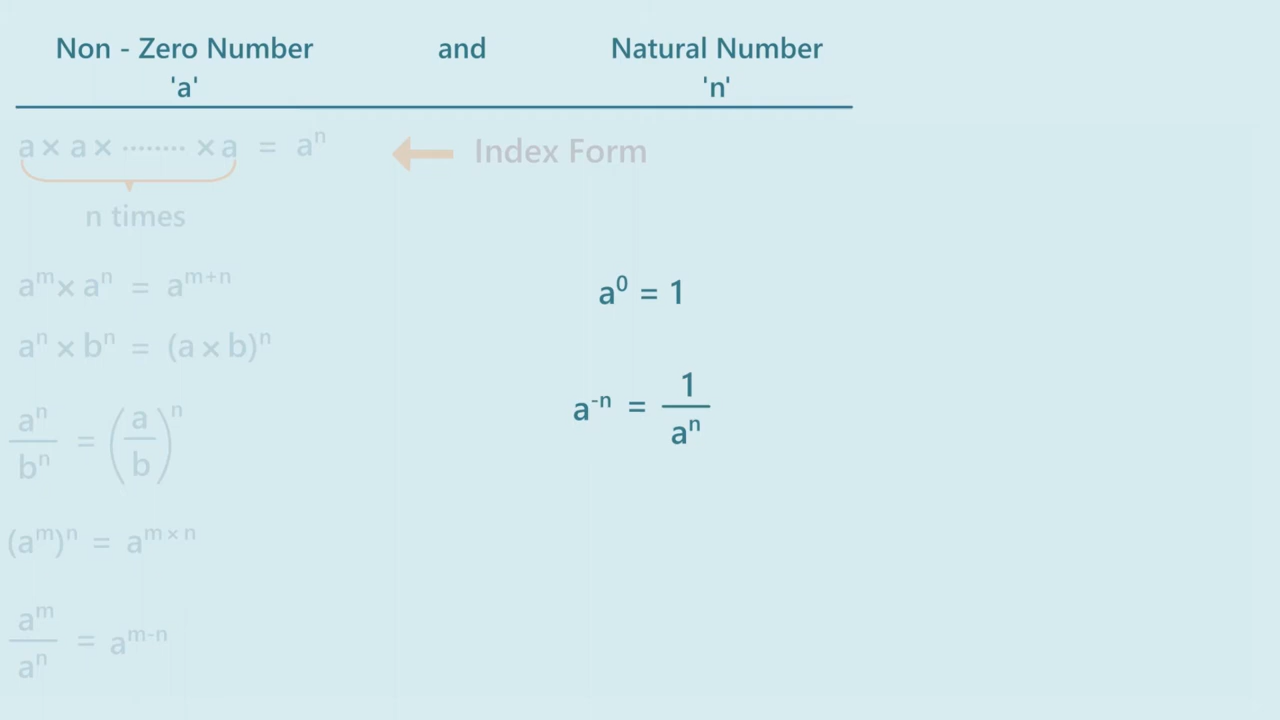 Non - Zero Number and Natural Number
'a' 'n'
a × a × ........ × a = aⁿ ← Index Form
n times
aᵐ × aⁿ = aᵐ⁺ⁿ
a⁰ = 1
aⁿ × bⁿ = (a × b)ⁿ
a⁻ⁿ = 1/aⁿ
aⁿ/bⁿ = (a/b)ⁿ
(aᵐ)ⁿ = aᵐ ˣ ⁿ
aᵐ/aⁿ = aᵐ⁻ⁿ